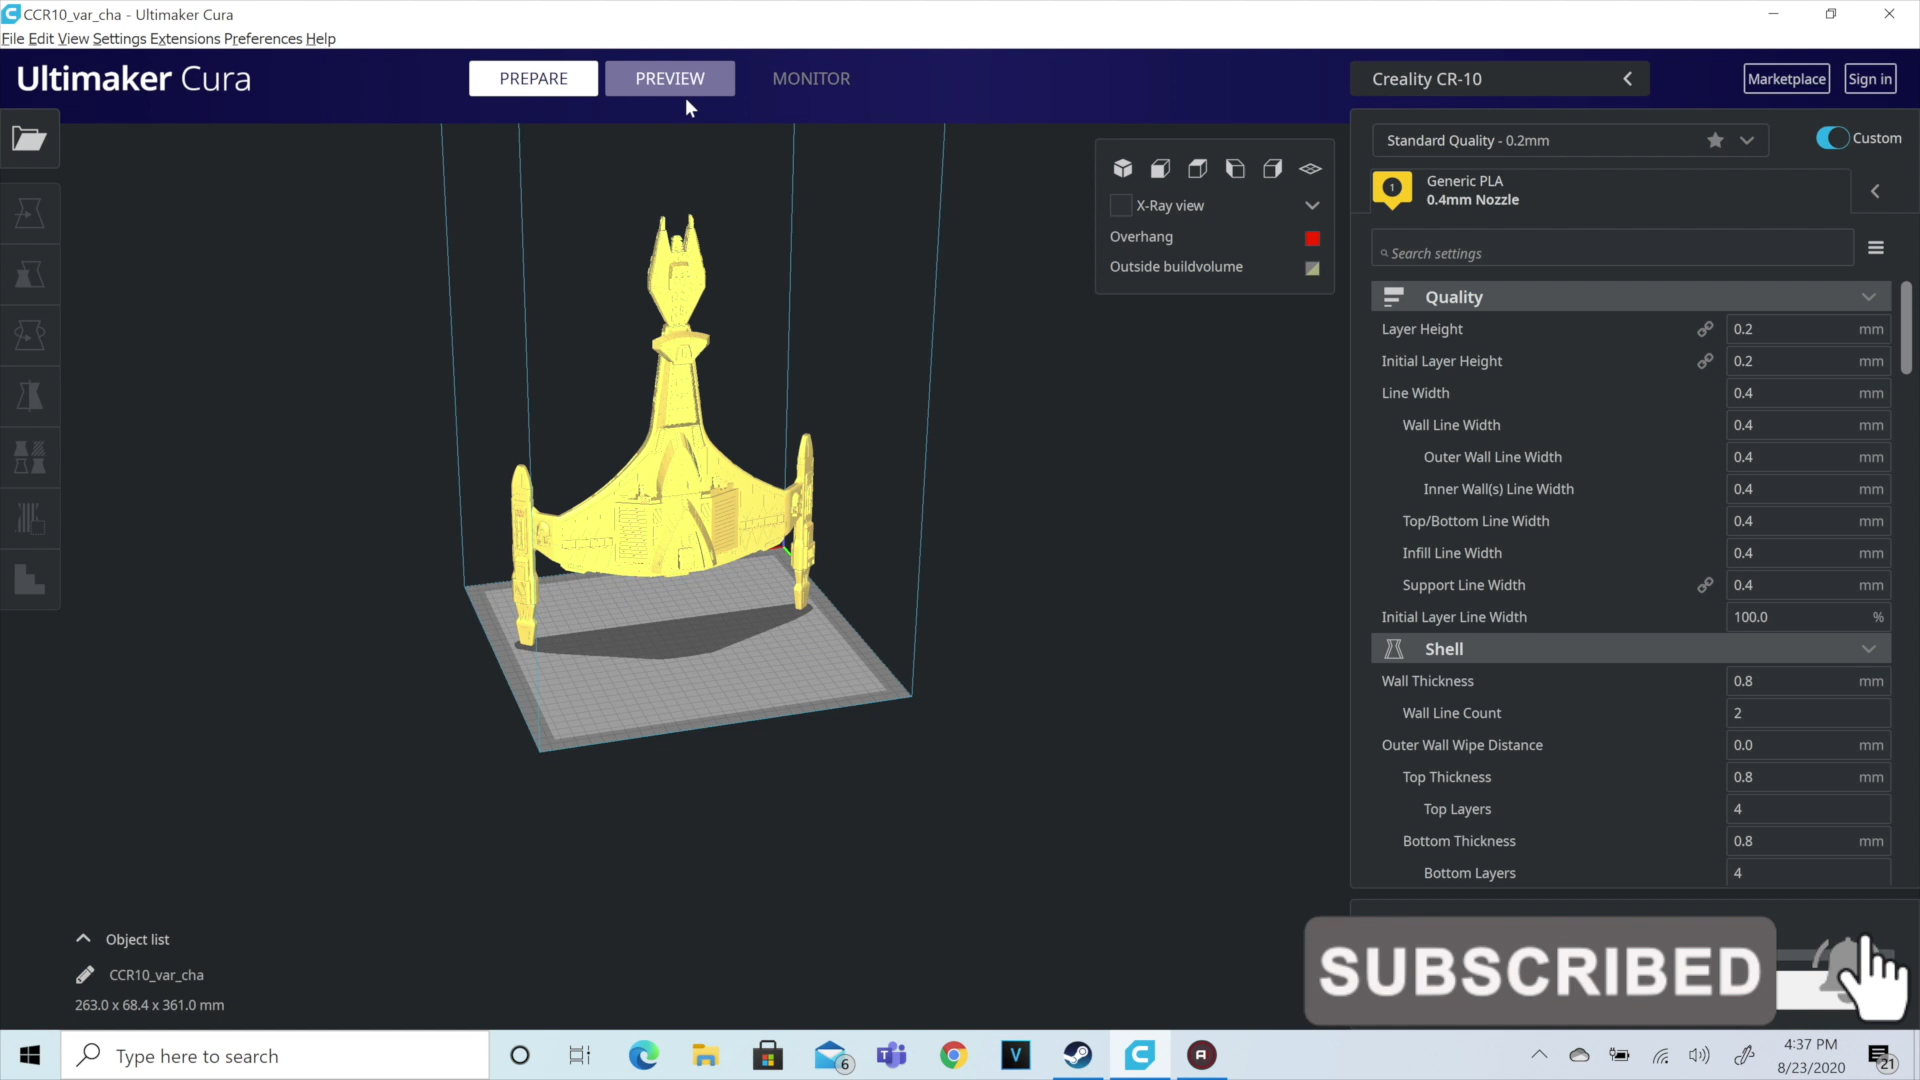 CCR10_var_cha - Ultimaker Cura
File Edit View Settings Extensions Preferences Help
Ultimaker Cura
PREPARE
PREVIEW
MONITOR
Creality CR-10
Marketplace
Sign in
Standard Quality - 0.2mm
Custom
1
Generic PLA
0.4mm Nozzle
X-Ray view
Overhang
Outside buildvolume
Search settings
Quality
Layer Height 0.2 mm
Initial Layer Height 0.2 mm
Line Width 0.4 mm
Wall Line Width 0.4 mm
Outer Wall Line Width 0.4 mm
Inner Wall(s) Line Width 0.4 mm
Top/Bottom Line Width 0.4 mm
Infill Line Width 0.4 mm
Support Line Width 0.4 mm
Initial Layer Line Width 100.0 %
Shell
Wall Thickness 0.8 mm
Wall Line Count 2
Outer Wall Wipe Distance 0.0 mm
Top Thickness 0.8 mm
Top Layers 4
Bottom Thickness 0.8 mm
Bottom Layers 4
Object list
CCR10_var_cha
263.0 x 68.4 x 361.0 mm
SUBSCRIBED
Type here to search
6
V
4:37 PM
8/23/2020
21